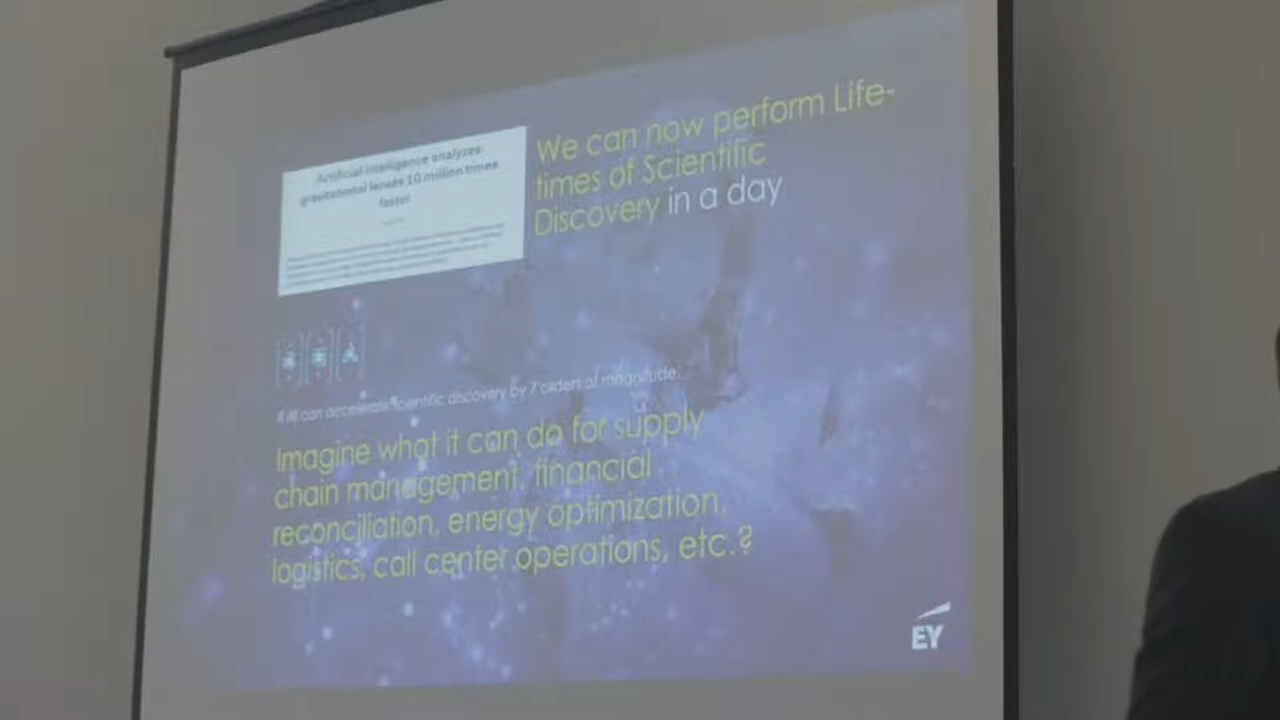 Artificial intelligence analyzes
gravitational lenses 10 million times
faster
We can now perform Life-
times of Scientific
Discovery in a day
If AI can accelerate scientific discovery by 7 orders of magnitude...
Imagine what it can do for supply
chain management, financial
reconciliation, energy optimization,
logistics, call center operations, etc.?
EY